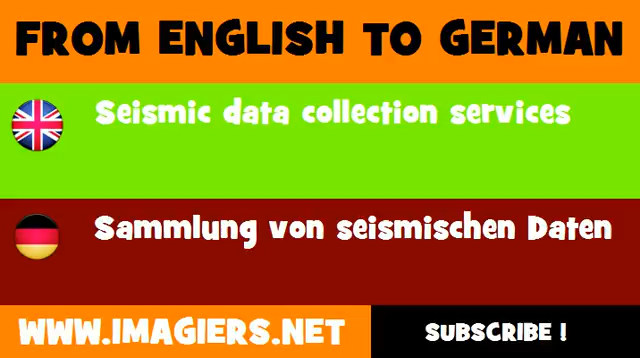 FROM ENGLISH TO GERMAN
Seismic data collection services
Sammlung von seismischen Daten
WWW.IMAGIERS.NET
SUBSCRIBE !